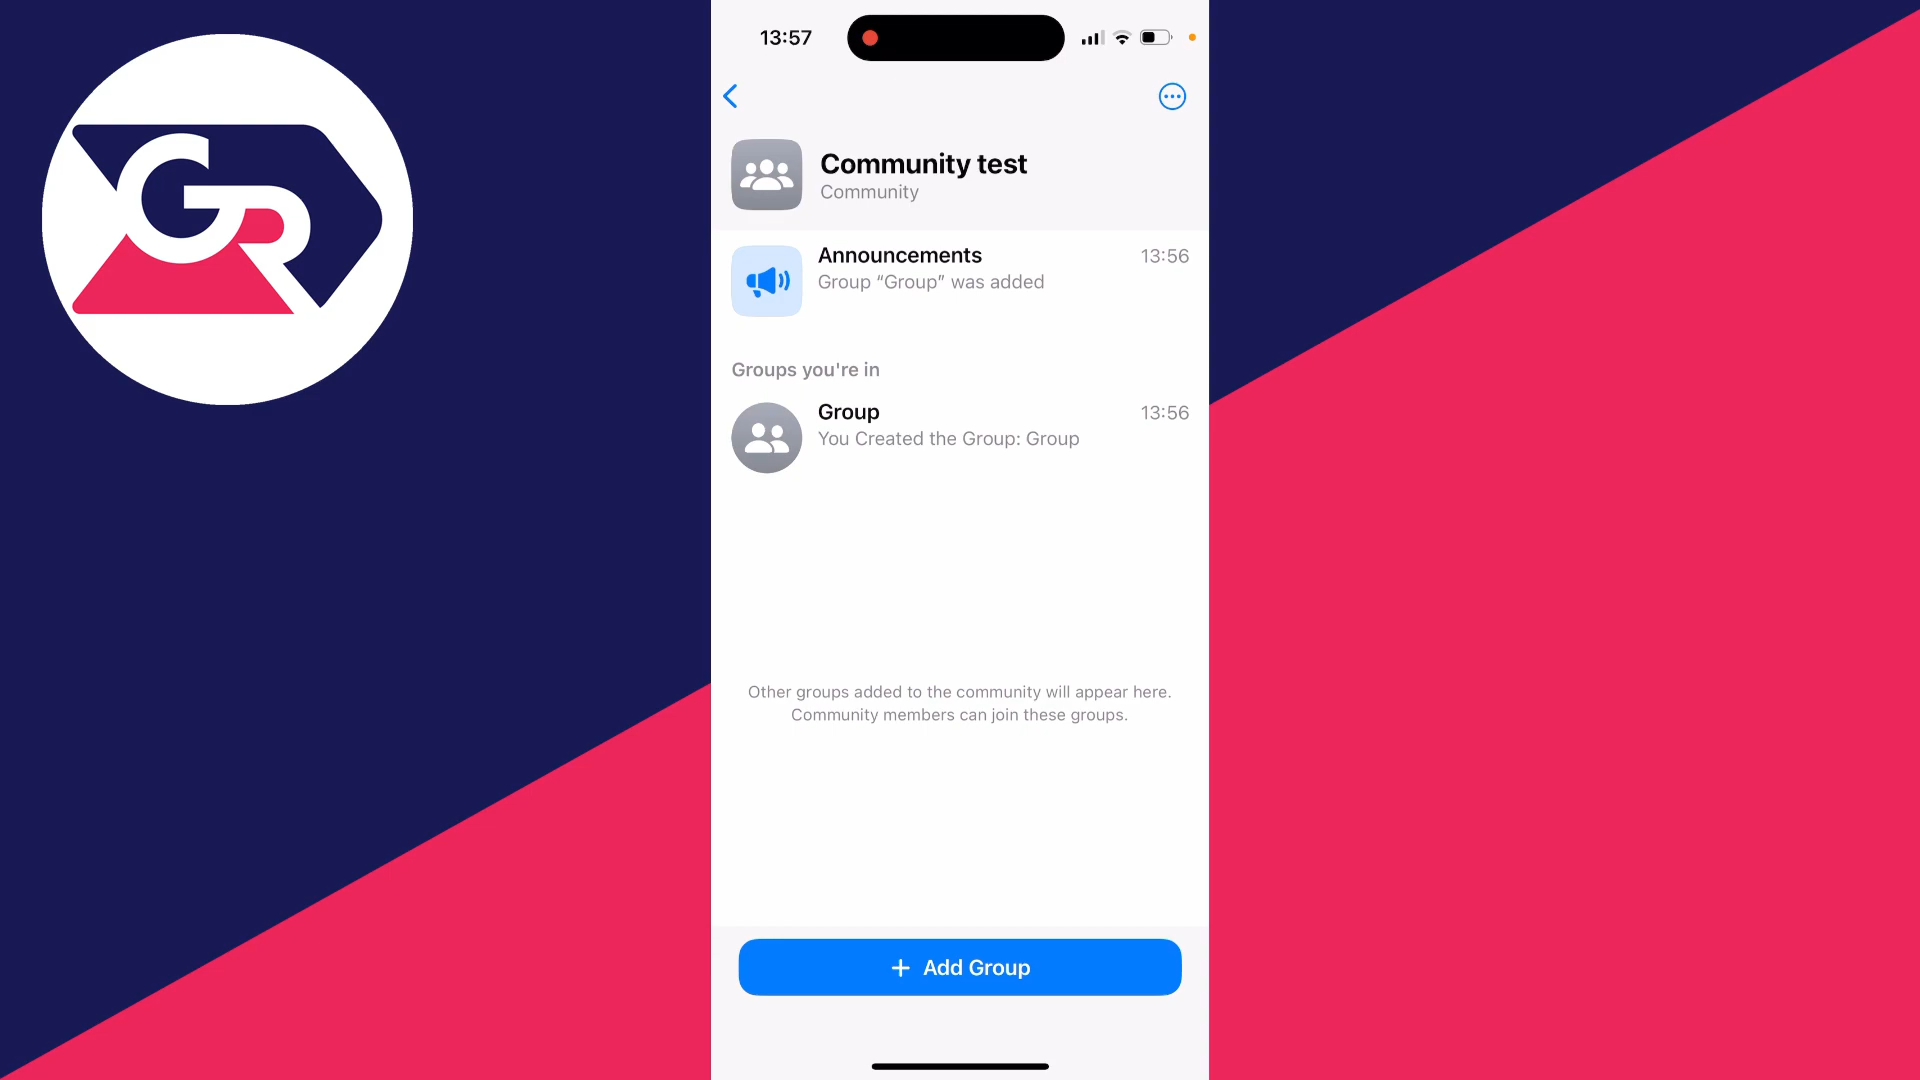 GR
13:57
Community test
Community
Announcements 13:56
Group “Group” was added
Groups you're in
Group 13:56
You Created the Group: Group
Other groups added to the community will appear here.
Community members can join these groups.
+ Add Group